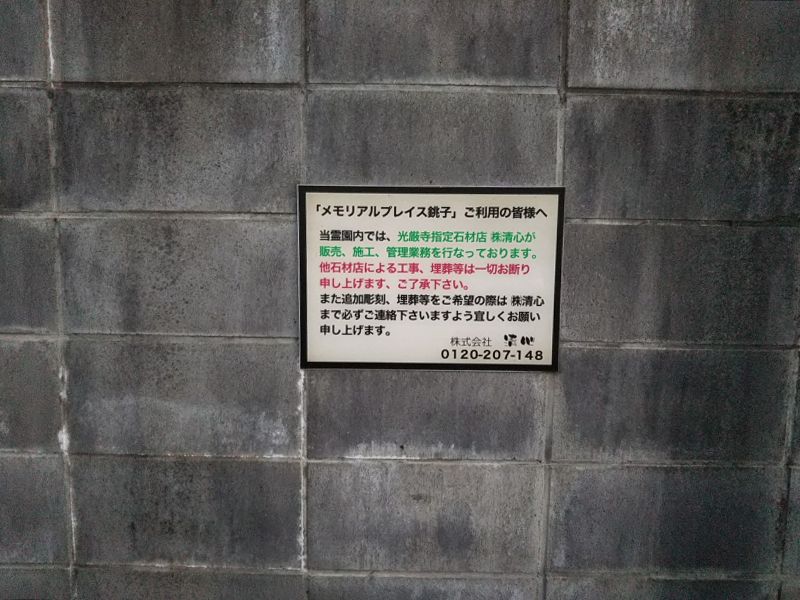 「メモリアルプレイス銚子」ご利用の皆様へ
当霊園内では、光厳寺指定石材店 ㈱清心が
販売、施工、管理業務を行なっております。
他石材店による工事、埋葬等は一切お断り
申し上げます、ご了承下さい。
また追加彫刻、埋葬等をご希望の際は ㈱清心
まで必ずご連絡下さいますよう宜しくお願い
申し上げます。
株式会社 清心
0120-207-148